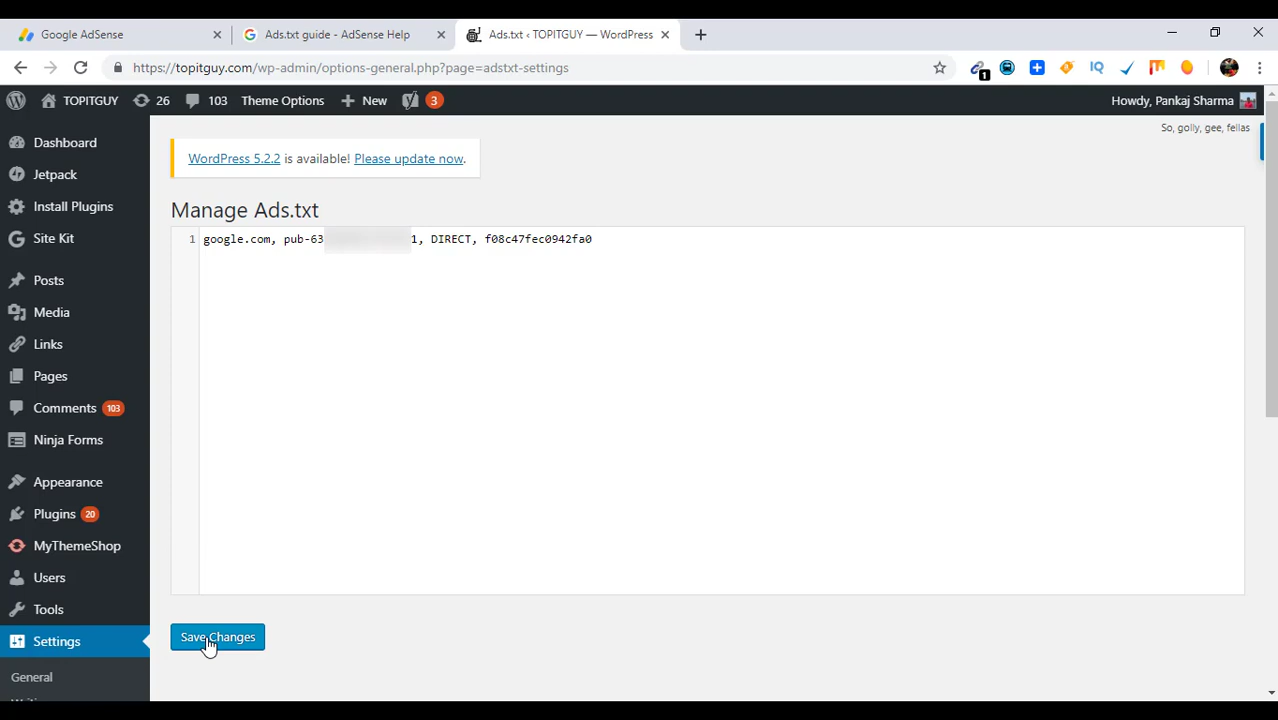 Google AdSense
Ads.txt guide - AdSense Help
Ads.txt ‹ TOPITGUY — WordPress
https://topitguy.com/wp-admin/options-general.php?page=adstxt-settings
1
TOPITGUY 26 103 Theme Options New 3 Howdy, Pankaj Sharma
So, golly, gee, fellas
Dashboard
Jetpack
Install Plugins
Site Kit
Posts
Media
Links
Pages
Comments 103
Ninja Forms
Appearance
Plugins 20
MyThemeShop
Users
Tools
Settings
General
WordPress 5.2.2 is available! Please update now.
Manage Ads.txt
1 google.com, pub-63 1, DIRECT, f08c47fec0942fa0
Save Changes